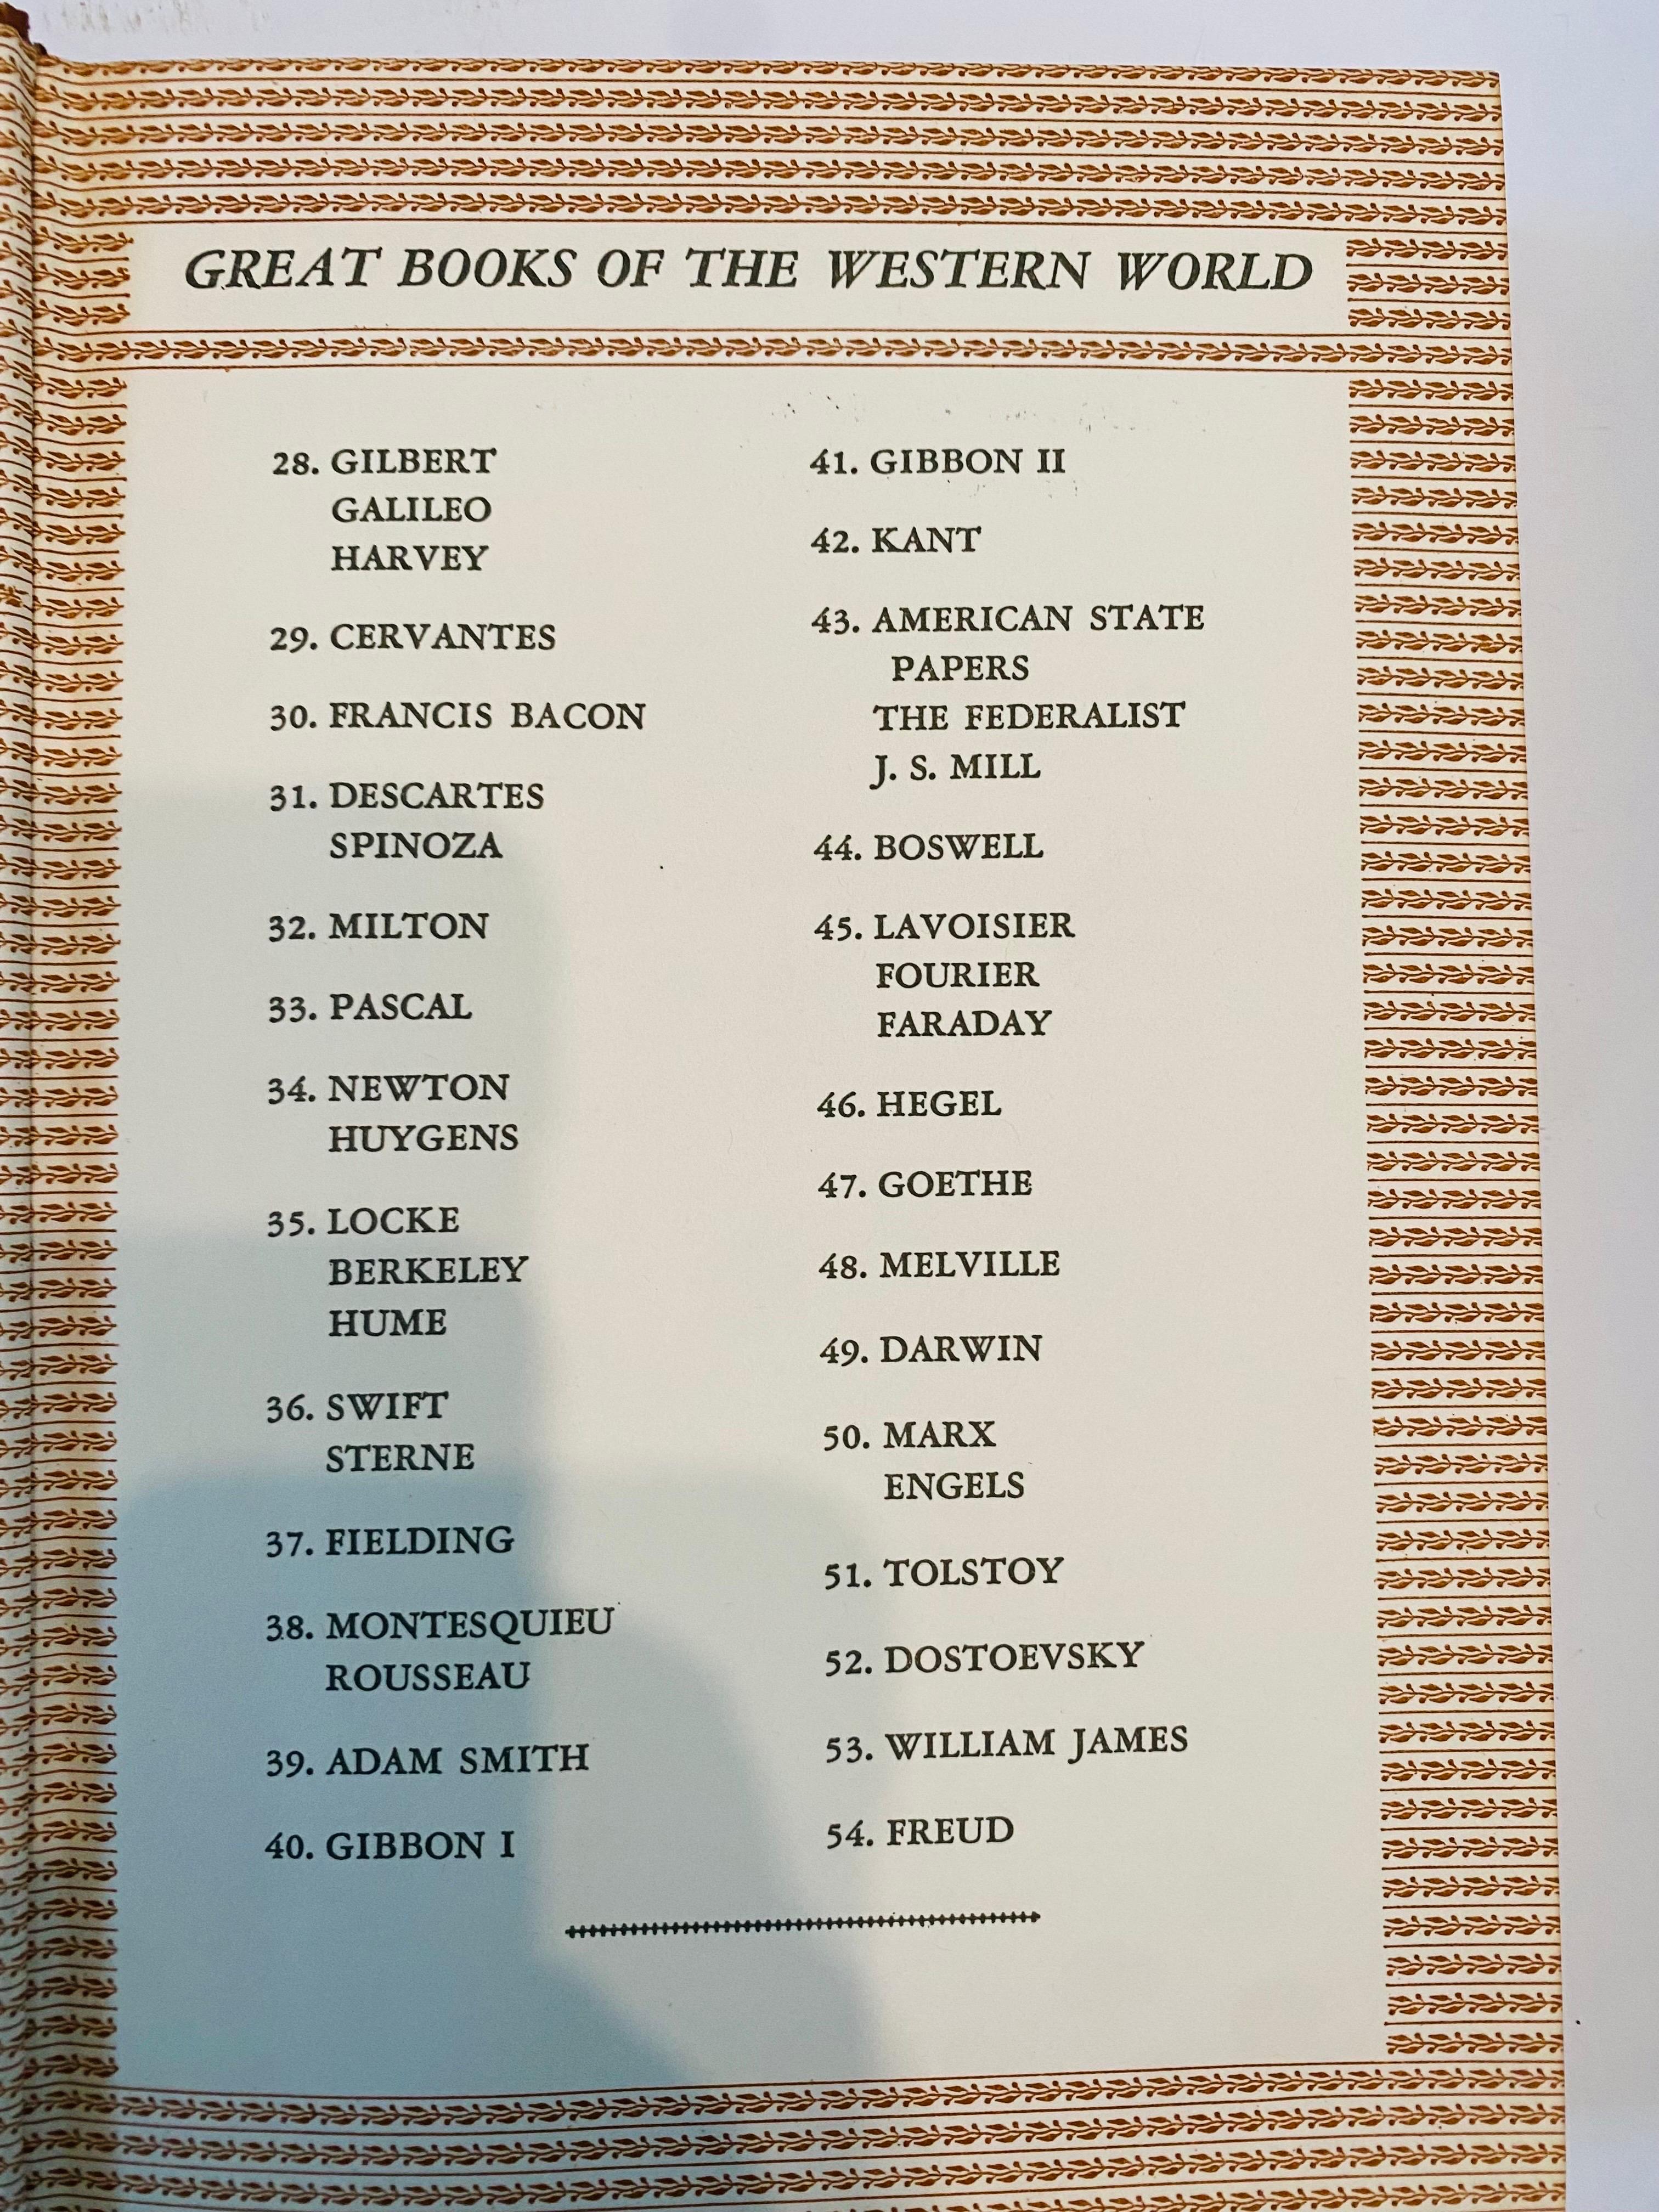 GREAT BOOKS OF THE WESTERN WORLD
28. GILBERT
GALILEO
HARVEY
29. CERVANTES
30. FRANCIS BACON
31. DESCARTES
SPINOZA
32. MILTON
33. PASCAL
34. NEWTON
HUYGENS
35. LOCKE
BERKELEY
HUME
36. SWIFT
STERNE
37. FIELDING
38. MONTESQUIEU
ROUSSEAU
39. ADAM SMITH
40. GIBBON I
41. GIBBON II
42. KANT
43. AMERICAN STATE
PAPERS
THE FEDERALIST
J. S. MILL
44. BOSWELL
45. LAVOISIER
FOURIER
FARADAY
46. HEGEL
47. GOETHE
48. MELVILLE
49. DARWIN
50. MARX
ENGELS
51. TOLSTOY
52. DOSTOEVSKY
53. WILLIAM JAMES
54. FREUD